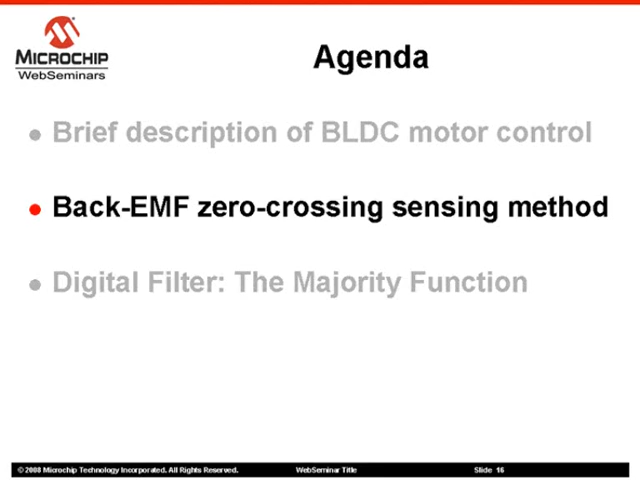 MICROCHIP
WebSeminars
Agenda
Brief description of BLDC motor control
Back-EMF zero-crossing sensing method
Digital Filter: The Majority Function
© 2008 Microchip Technology Incorporated. All Rights Reserved. WebSeminar Title Slide 16